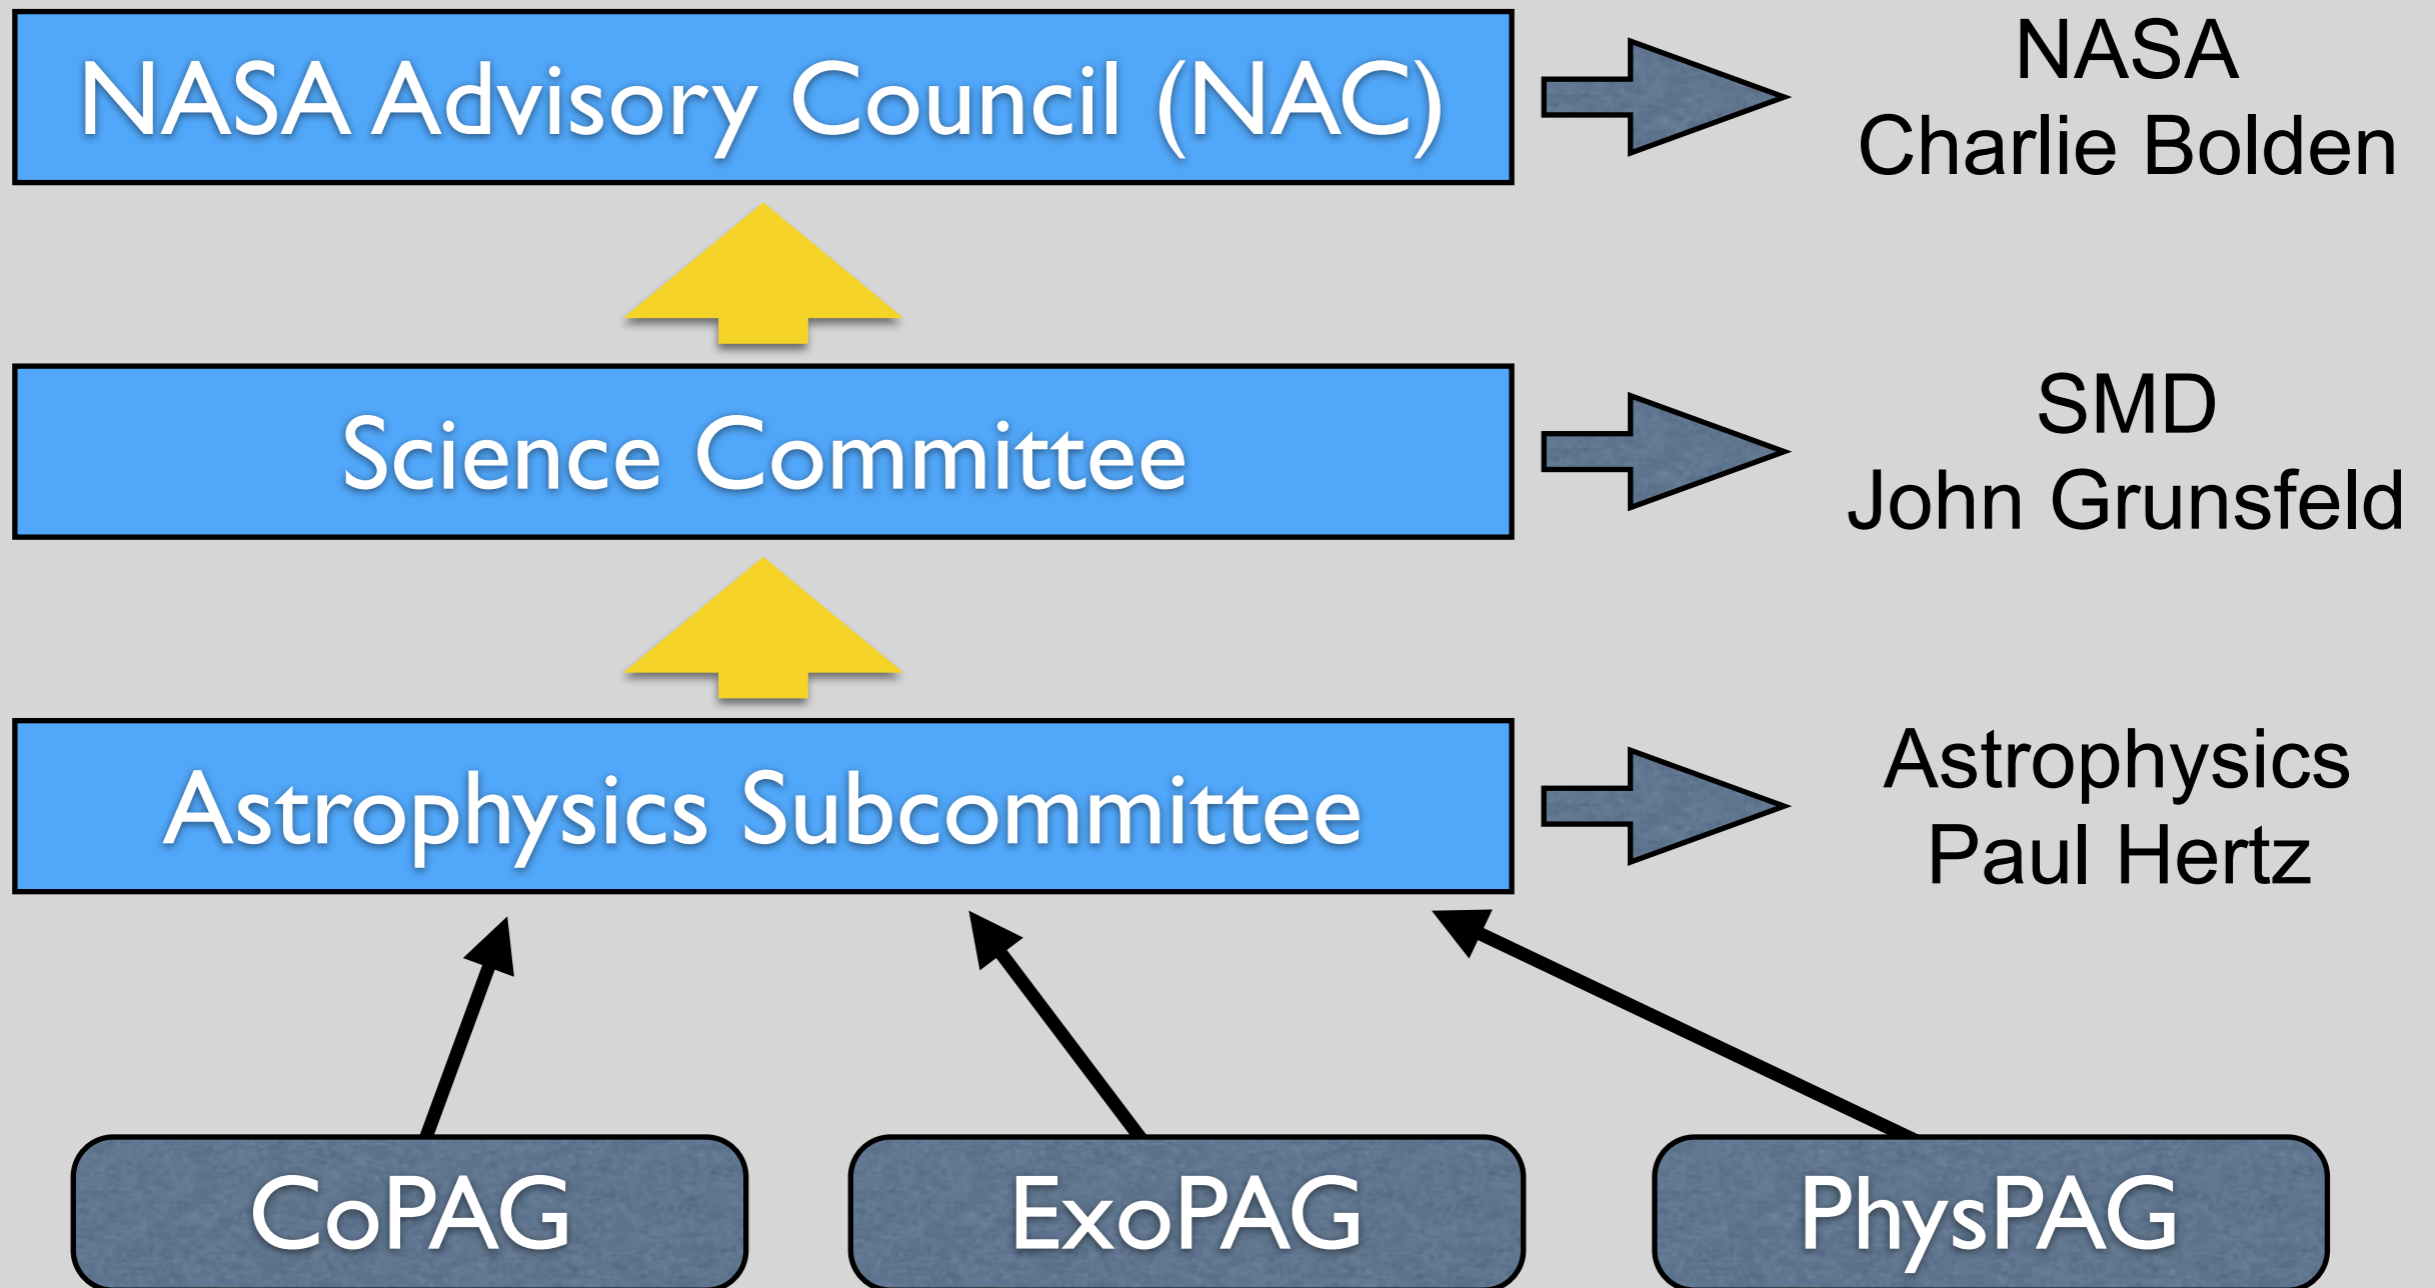 NASA Advisory Council (NAC)
NASA
Charlie Bolden
Science Committee
SMD
John Grunsfeld
Astrophysics Subcommittee
Astrophysics
Paul Hertz
CoPAG
ExoPAG
PhysPAG